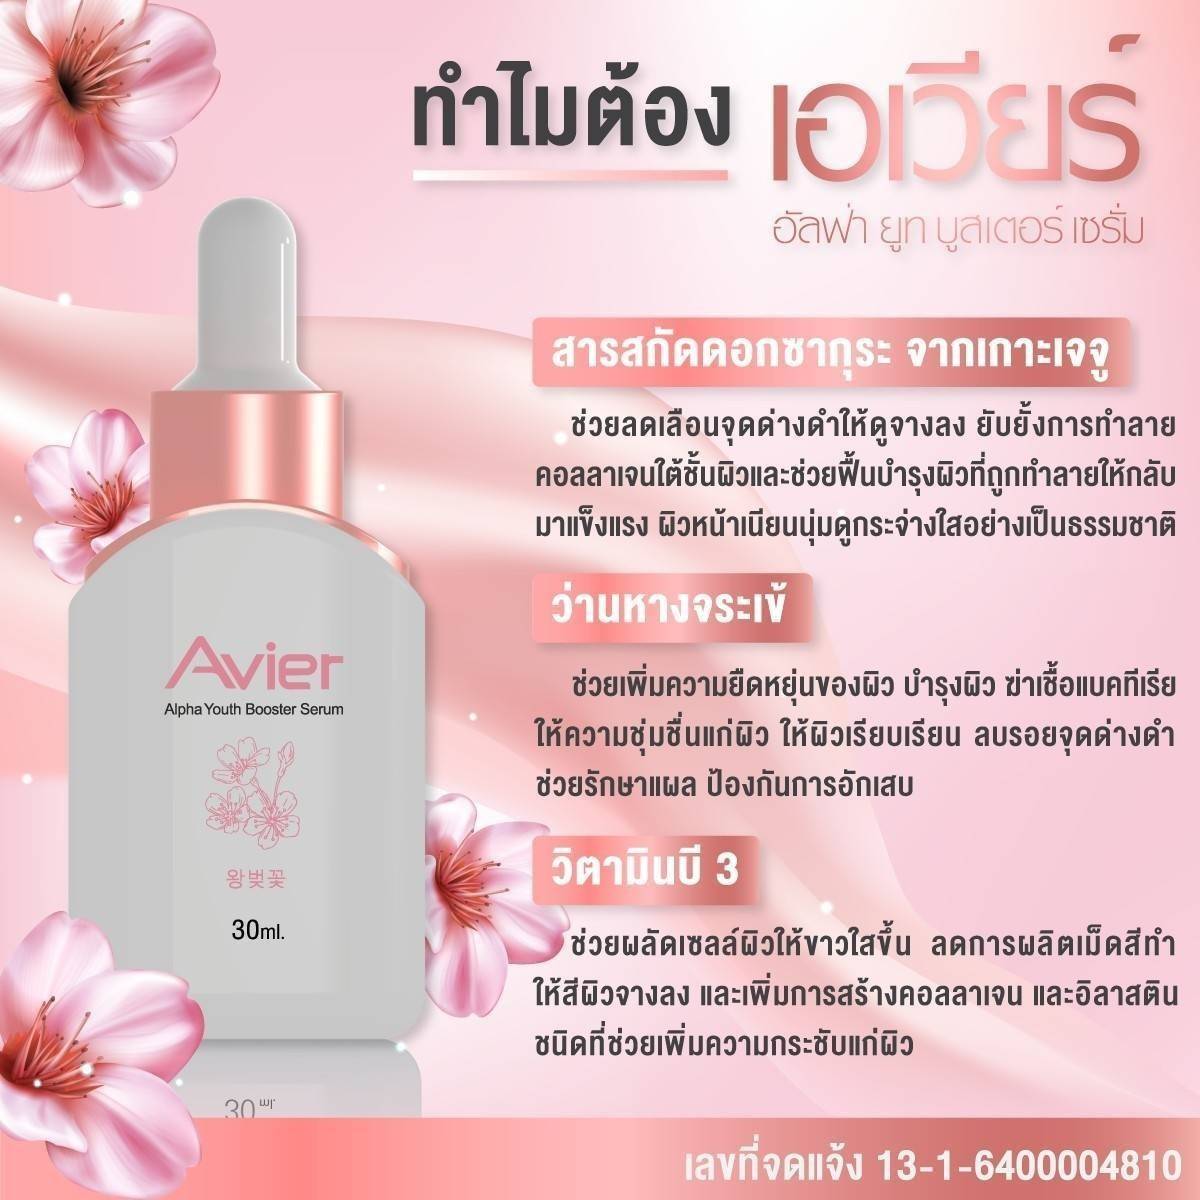 ทำไมต้อง เอเวียร์
อัลฟ่า ยูท บูสเตอร์ เซรั่ม
สารสกัดดอกซากุระ จากเกาะเจจู
ช่วยลดเลือนจุดด่างดำให้ดูจางลง ยับยั้งการทำลาย
คอลลาเจนใต้ชั้นผิวและช่วยฟื้นบำรุงผิวที่ถูกทำลายให้กลับ
มาแข็งแรง ผิวหน้าเนียนนุ่มดูกระจ่างใสอย่างเป็นธรรมชาติ
ว่านหางจระเข้
ช่วยเพิ่มความยืดหยุ่นของผิว บำรุงผิว ฆ่าเชื้อแบคทีเรีย
ให้ความชุ่มชื่นแก่ผิว ให้ผิวเรียบเรียน ลบรอยจุดด่างดำ
ช่วยรักษาแผล ป้องกันการอักเสบ
วิตามินบี 3
ช่วยผลัดเซลล์ผิวให้ขาวใสขึ้น ลดการผลิตเม็ดสีทำ
ให้สีผิวจางลง และเพิ่มการสร้างคอลลาเจน และอิลาสติน
ชนิดที่ช่วยเพิ่มความกระชับแก่ผิว
Avier
Alpha Youth Booster Serum
왕벚꽃
30ml.
30ml.
เลขที่จดแจ้ง 13-1-6400004810